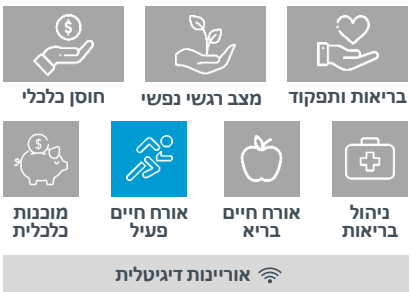 בריאות ותפקוד
מצב רגשי נפשי
חוסן כלכלי
ניהול
בריאות
אורח חיים
בריא
אורח חיים
פעיל
מוכנות
כלכלית
אוריינות דיגיטלית